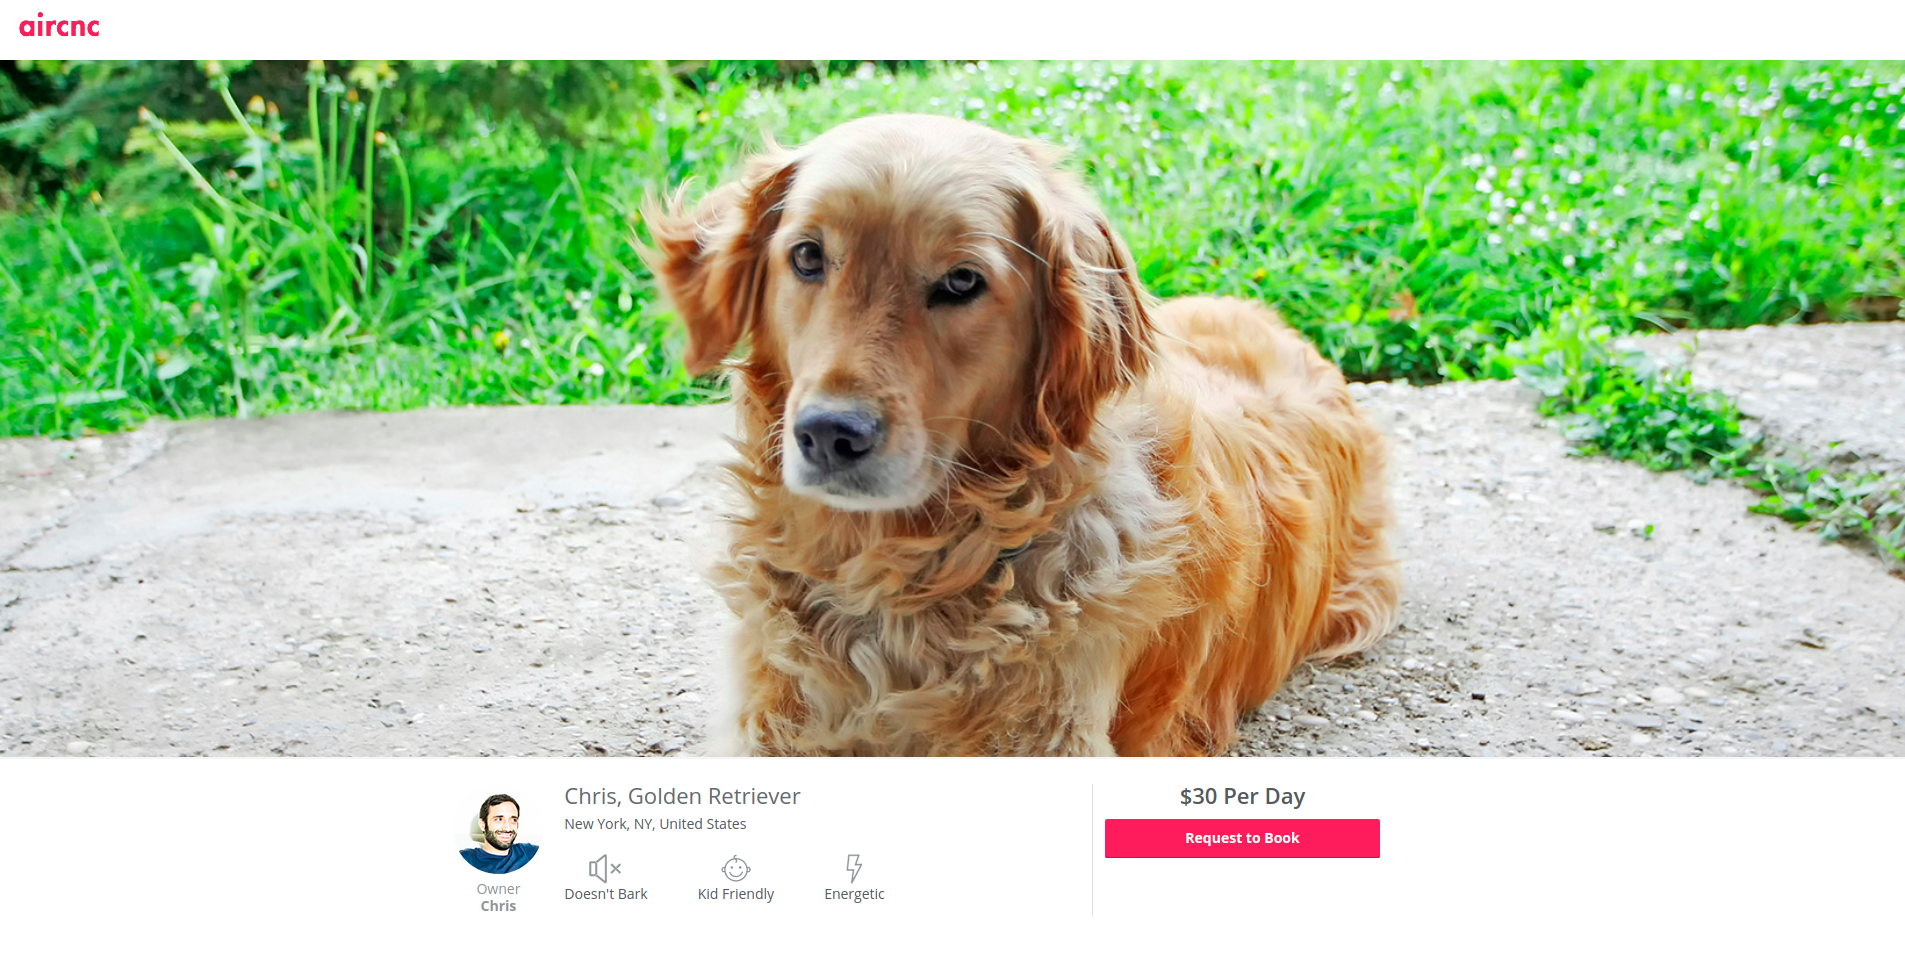 aircnc
Chris, Golden Retriever
New York, NY, United States
Doesn't Bark
Kid Friendly
Energetic
Owner
Chris
$30 Per Day
Request to Book